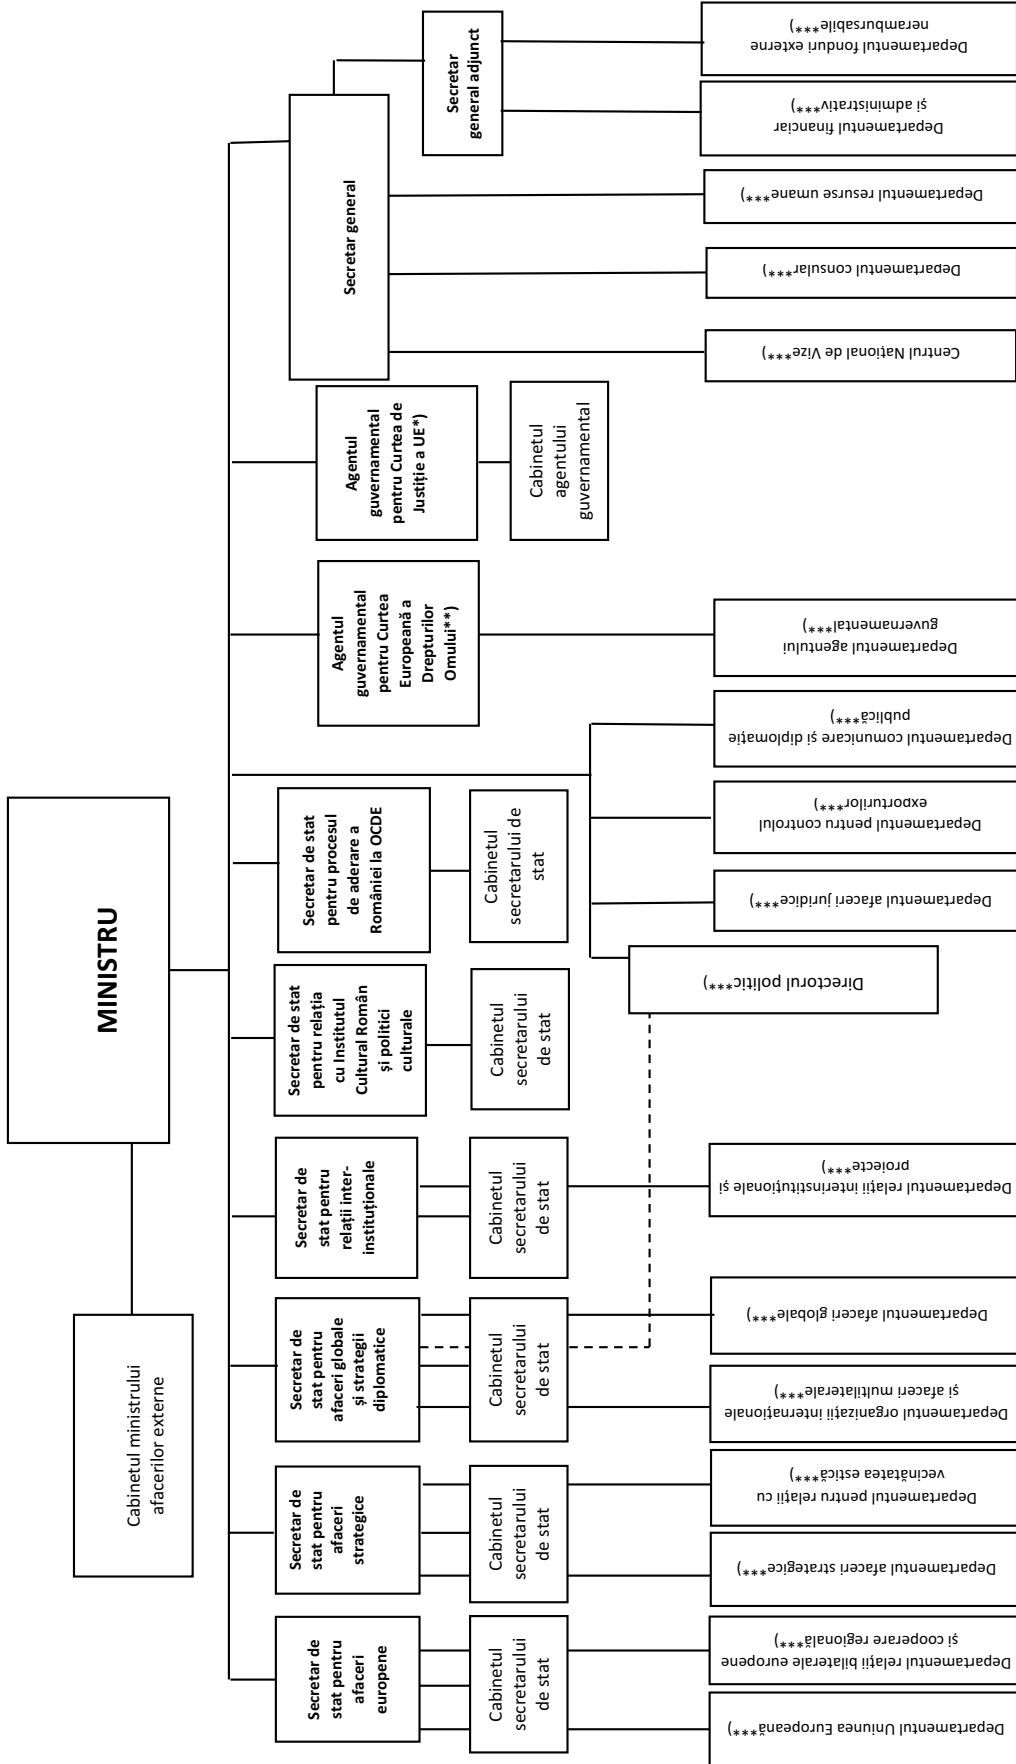 MINISTRU
Cabinetul ministrului
afacerilor externe
Secretar de
stat pentru
afaceri
europene
Secretar de
stat pentru
afaceri
strategice
Secretar de
stat pentru
afaceri globale
și strategii
diplomatice
Secretar de
stat pentru
relații inter-
instituționale
Secretar de stat
pentru relația
cu Institutul
Cultural Român
și politici
culturale
Secretar de stat
pentru procesul
de aderare a
României la OCDE
Agentul
guvernamental
pentru Curtea
Europeană a
Drepturilor
Omului**)
Agentul
guvernamental
pentru Curtea de
Justiție a UE*)
Secretar general
Secretar
general adjunct
Cabinetul
secretarului
de stat
Cabinetul
secretarului
de stat
Cabinetul
secretarului
de stat
Cabinetul
secretarului
de stat
Cabinetul
secretarului
de stat
Cabinetul
secretarului de
stat
Cabinetul
agentului
guvernamental
Directorul politic***)
Departamentul Uniunea Europeană***)
Departamentul relații bilaterale europene
și cooperare regională***)
Departamentul afaceri strategice***)
Departamentul pentru relații cu
vecinătatea estică***)
Departamentul organizații internaționale
și afaceri multilaterale***)
Departamentul afaceri globale***)
Departamentul relații interinstituționale și
proiecte***)
Departamentul afaceri juridice***)
Departamentul pentru controlul
exporturilor***)
Departamentul comunicare și diplomație
publică***)
Departamentul agentului
guvernamental***)
Centrul Național de Vize***)
Departamentul consular***)
Departamentul resurse umane***)
Departamentul financiar
și administrativ***)
Departamentul fonduri externe
nerambursabile***)